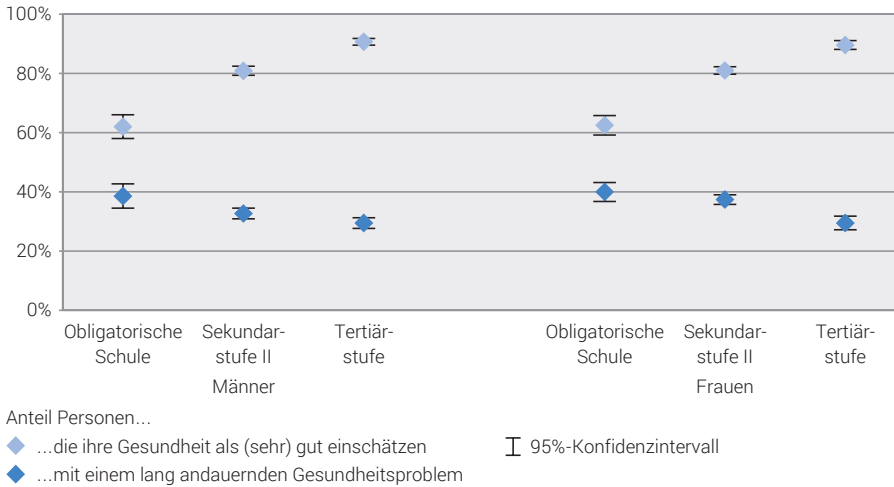 100%
80%
60%
40%
20%
0%
Obligatorische Sekundar- Tertiär- Obligatorische Sekundar- Tertiär-
Schule stufe II stufe Schule stufe II stufe
Männer Frauen
Anteil Personen…
…die ihre Gesundheit als (sehr) gut einschätzen 95%-Konfidenzintervall
…mit einem lang andauernden Gesundheitsproblem